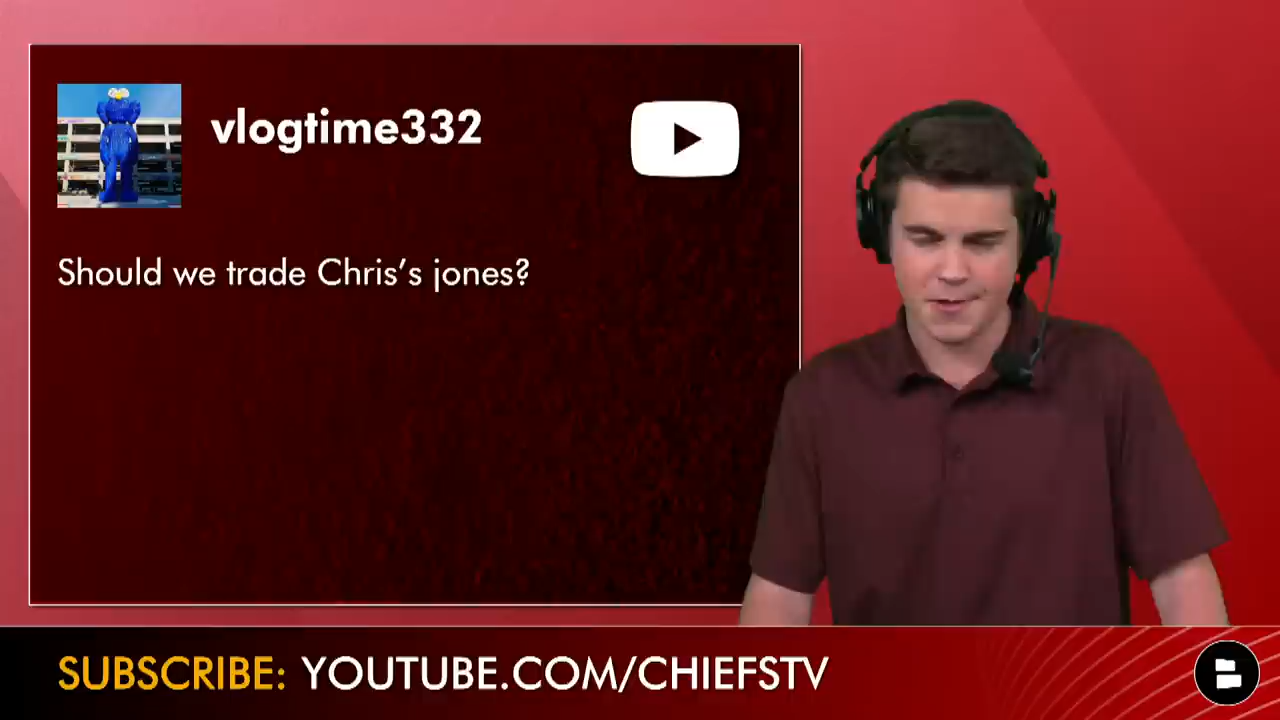 vlogtime332
Should we trade Chris’s jones?
SUBSCRIBE: YOUTUBE.COM/CHIEFSTV